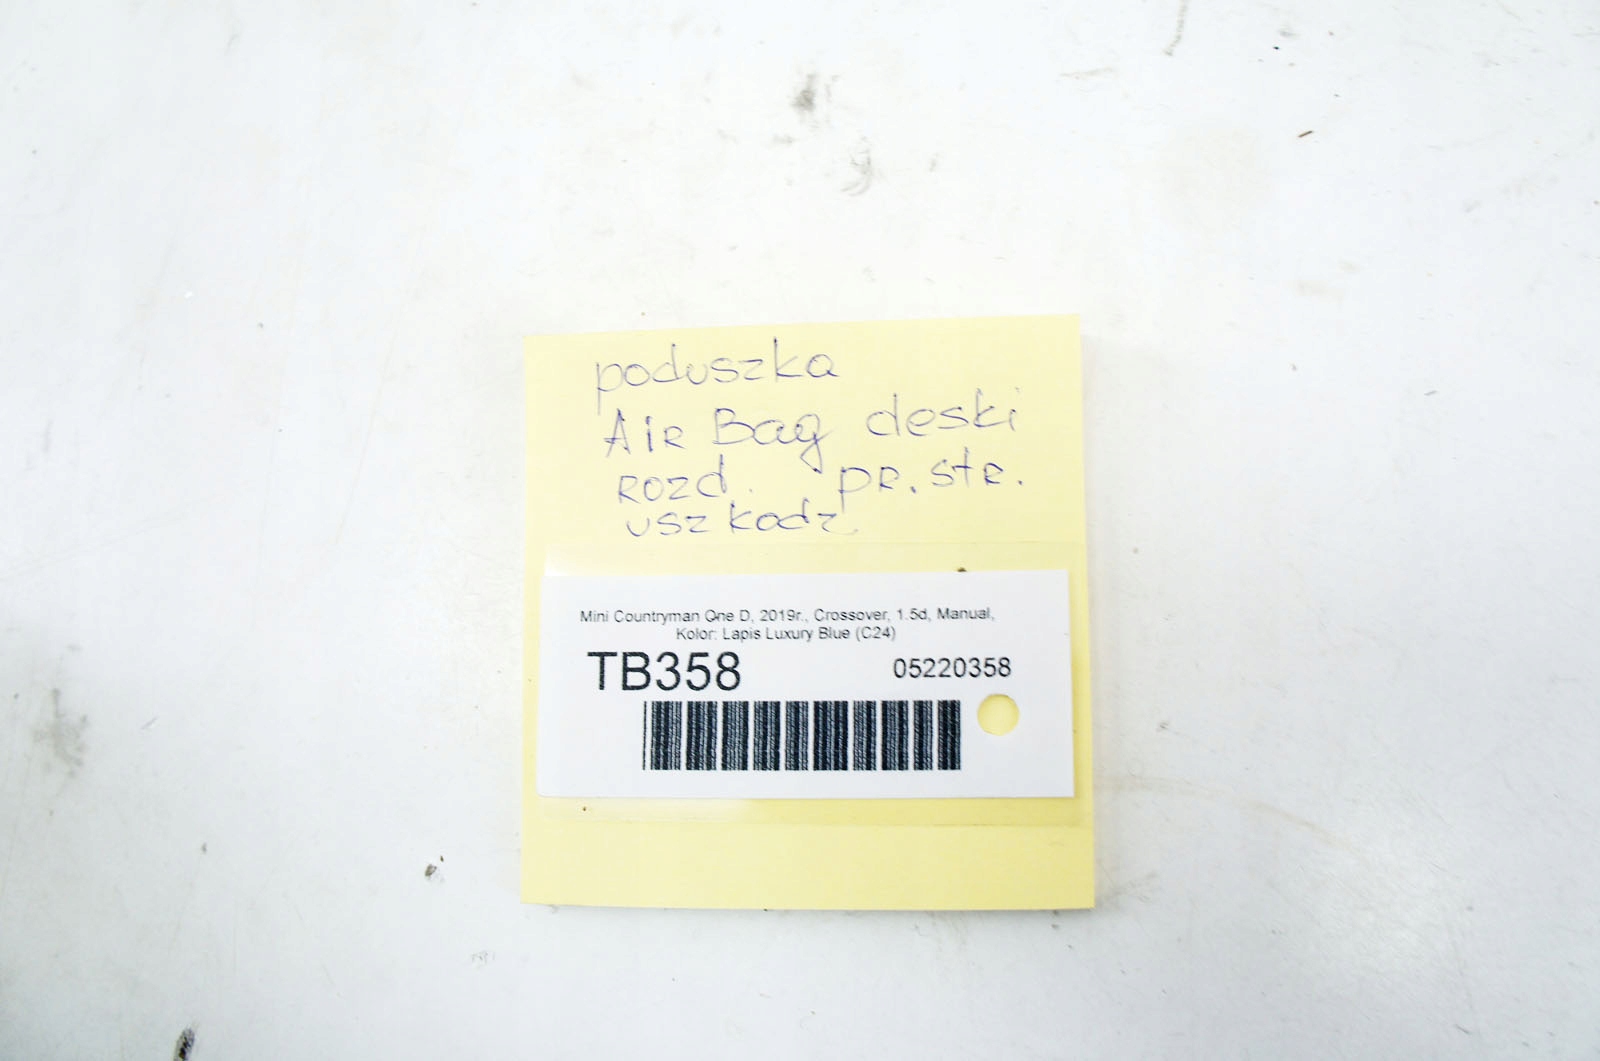 poduszka
AIR Bag deski
rozd. pr. str.
uszkodz.
Mini Countryman One D, 2019r., Crossover, 1.5d, Manual,
Kolor: Lapis Luxury Blue (C24)
TB358 05220358